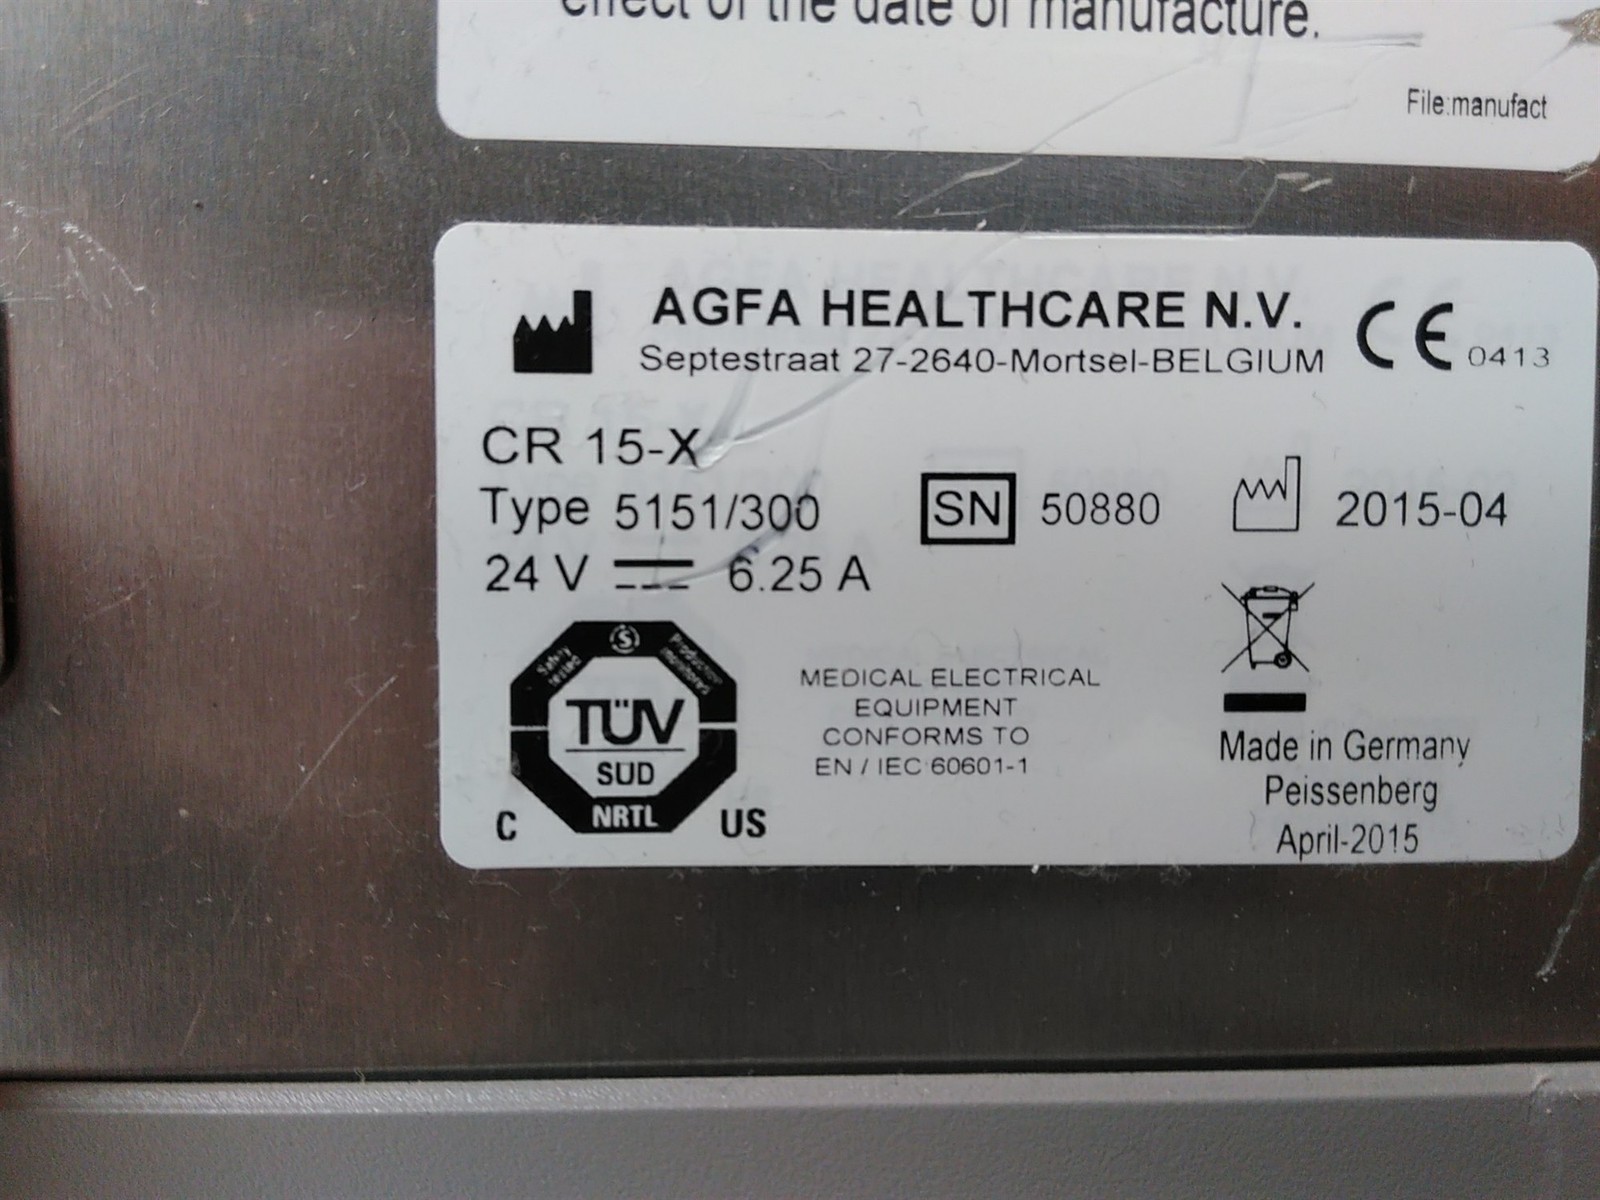 effect of the date of manufacture.
File:manufact
AGFA HEALTHCARE N.V.
Septestraat 27-2640-Mortsel-BELGIUM
CE 0413
CR 15-X
Type 5151/300
SN 50880
2015-04
24 V 6.25 A
Safety tested
S
Production monitored
TÜV
SÜD
NRTL
C US
MEDICAL ELECTRICAL
EQUIPMENT
CONFORMS TO
EN / IEC 60601-1
Made in Germany
Peissenberg
April-2015